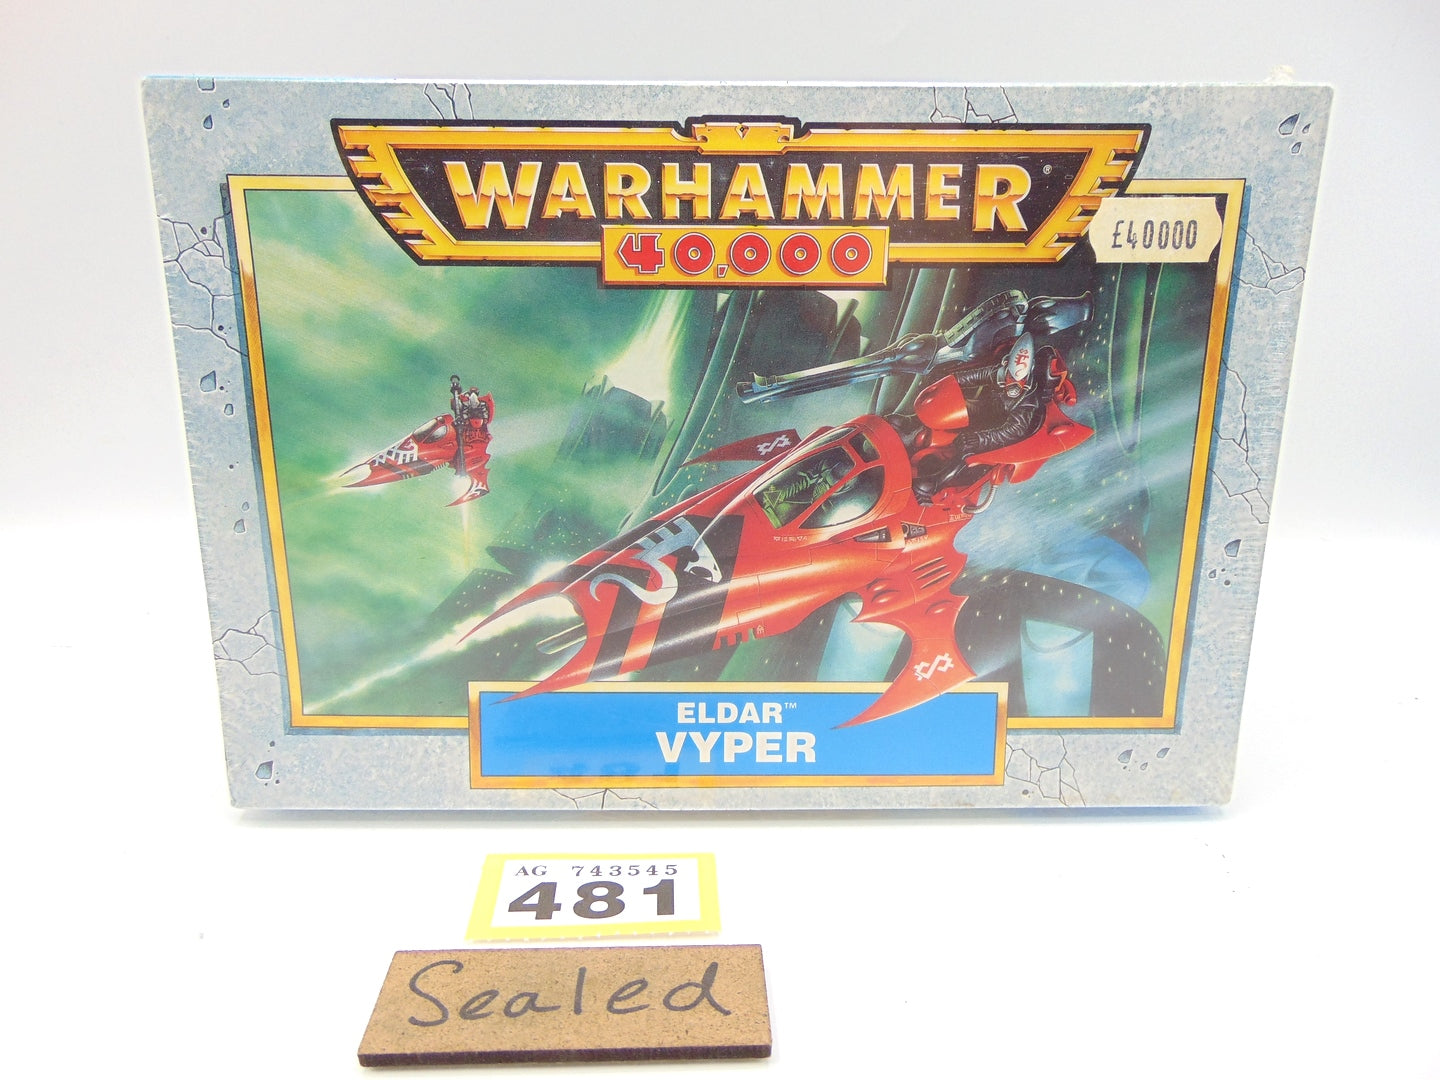 WARHAMMER®
40,000
£40000
ELDAR™
VYPER
AG 743545
481
Sealed